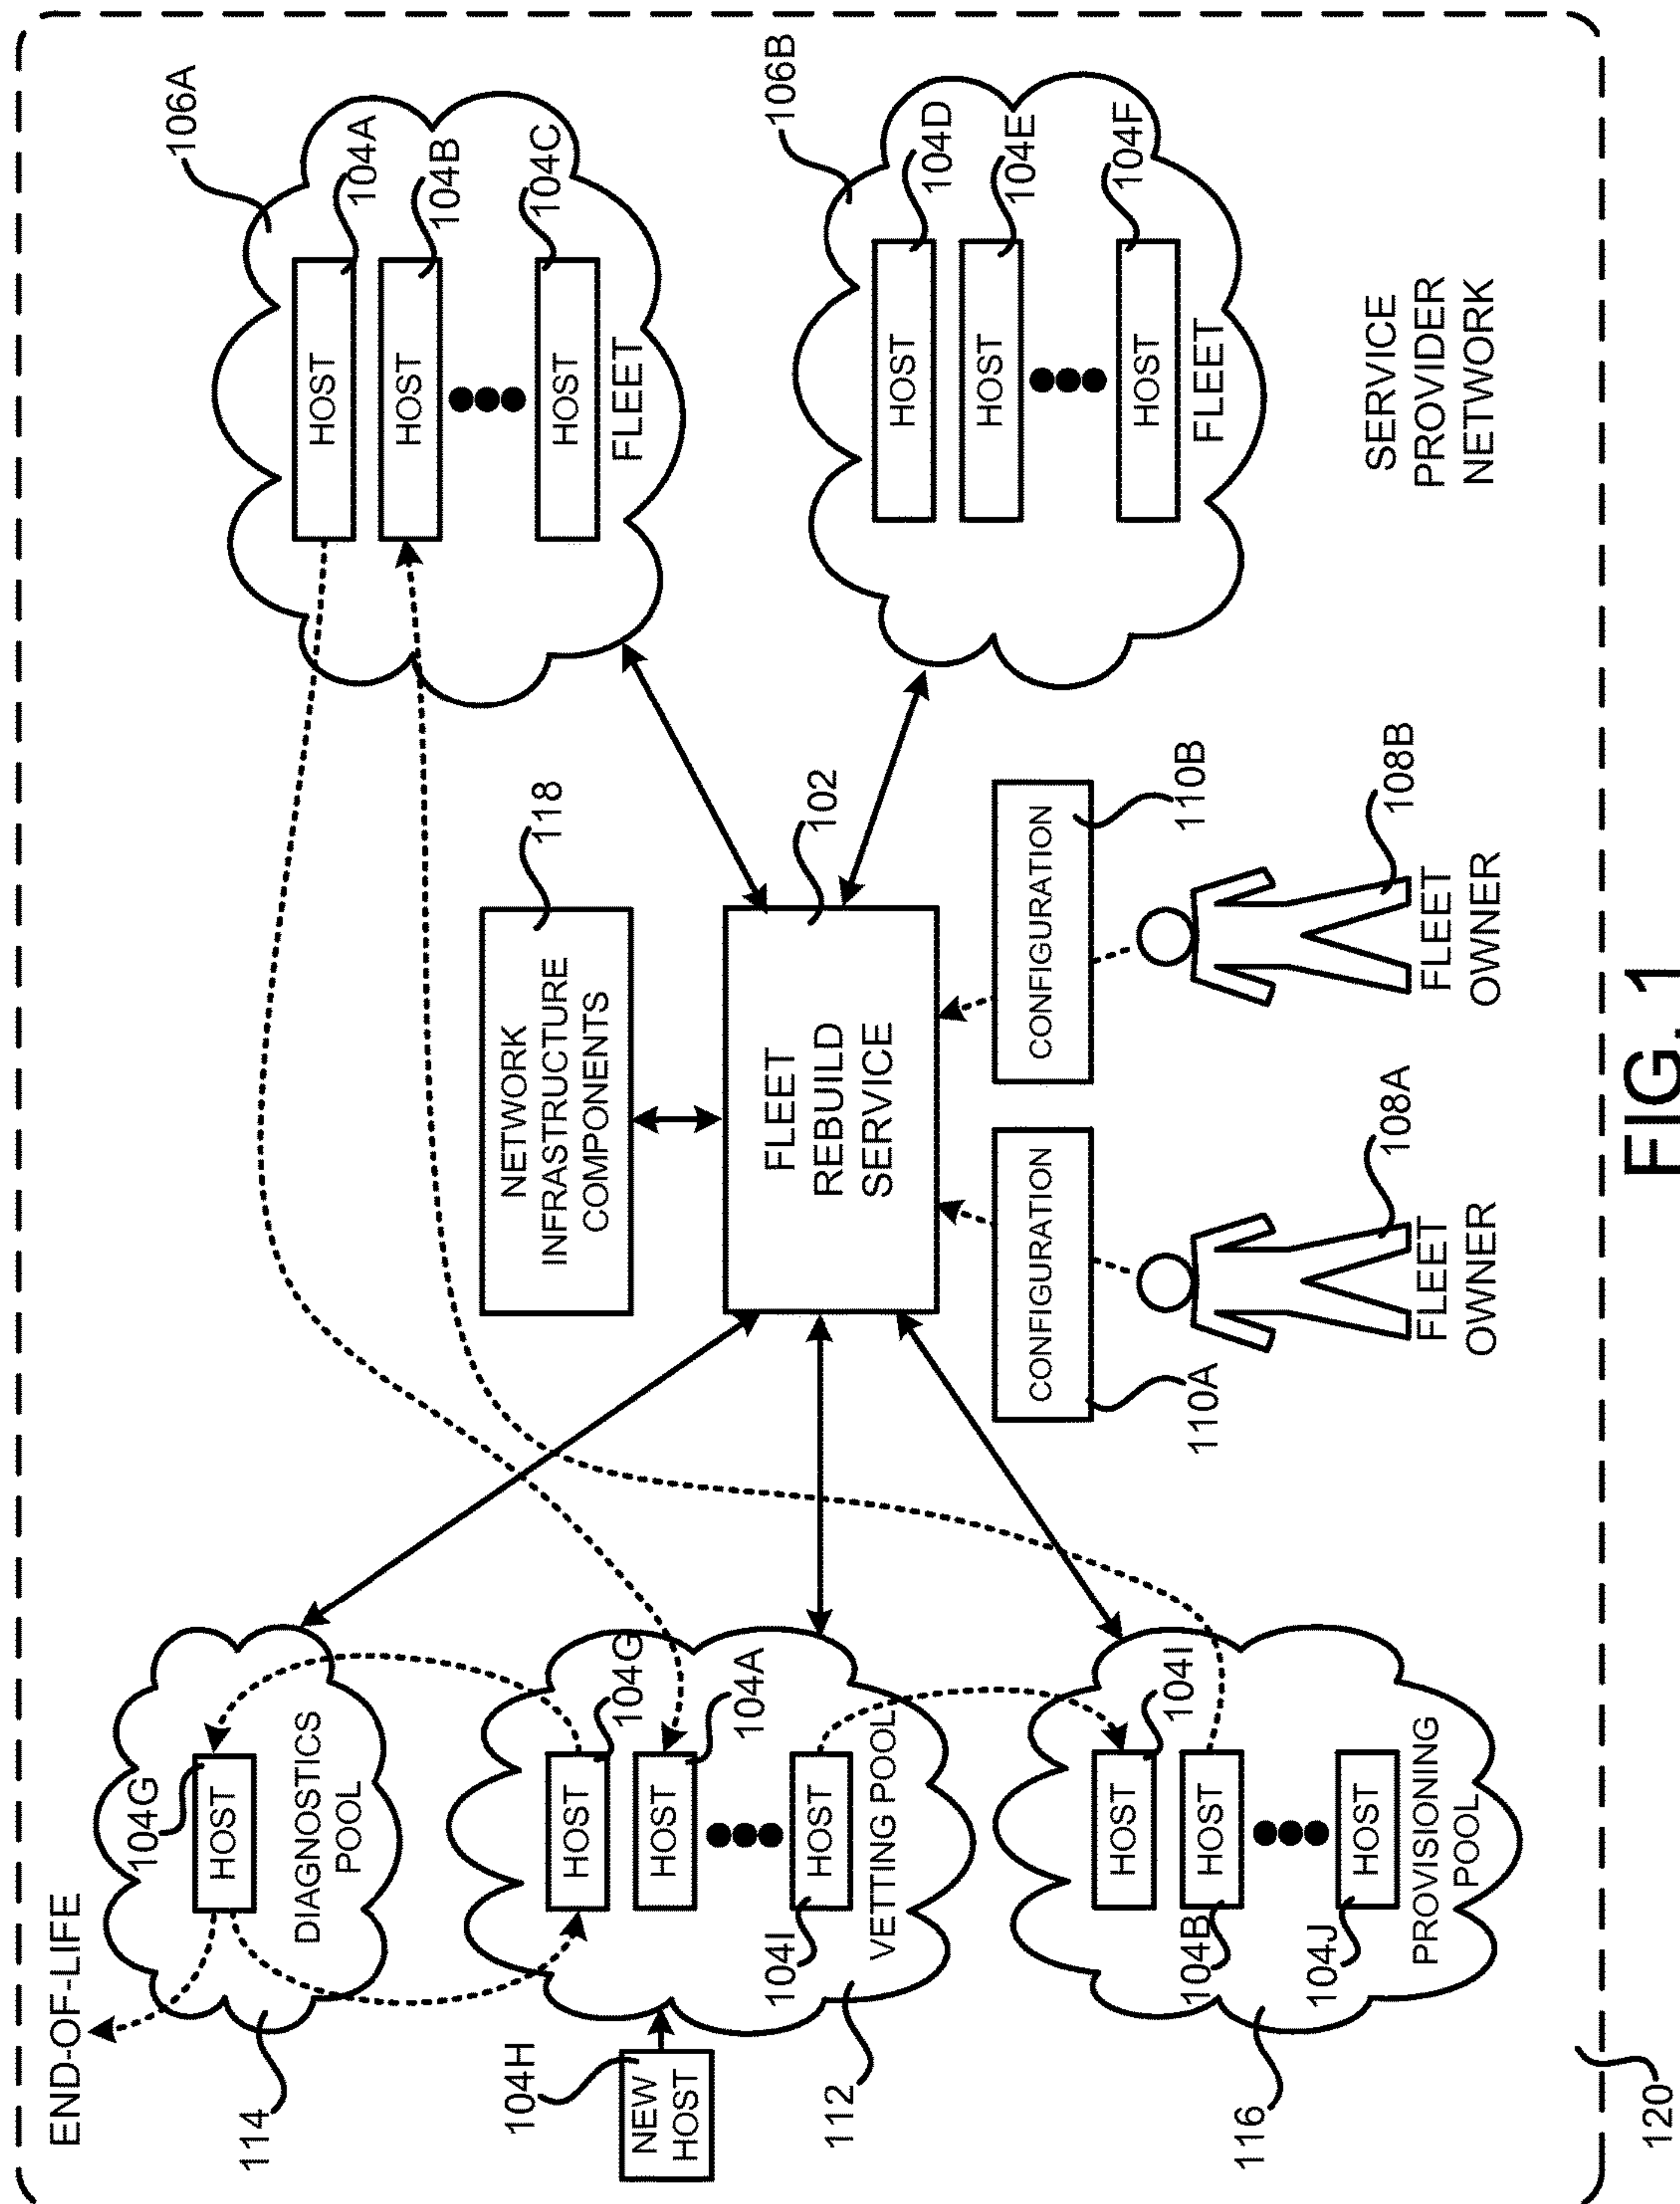 END-OF-LIFE
114
104G
HOST
DIAGNOSTICS
POOL
104H
NEW
HOST
112
HOST
104G
HOST
104A
104I
HOST
VETTING POOL
116
HOST
104I
104B
HOST
104J
HOST
PROVISIONING
POOL
120
118
NETWORK
INFRASTRUCTURE
COMPONENTS
102
FLEET
REBUILD
SERVICE
110A
CONFIGURATION
108A
FLEET
OWNER
CONFIGURATION
110B
108B
FLEET
OWNER
106A
HOST
104A
HOST
104B
HOST
104C
FLEET
106B
HOST
104D
HOST
104E
HOST
104F
FLEET
SERVICE
PROVIDER
NETWORK
FIG. 1